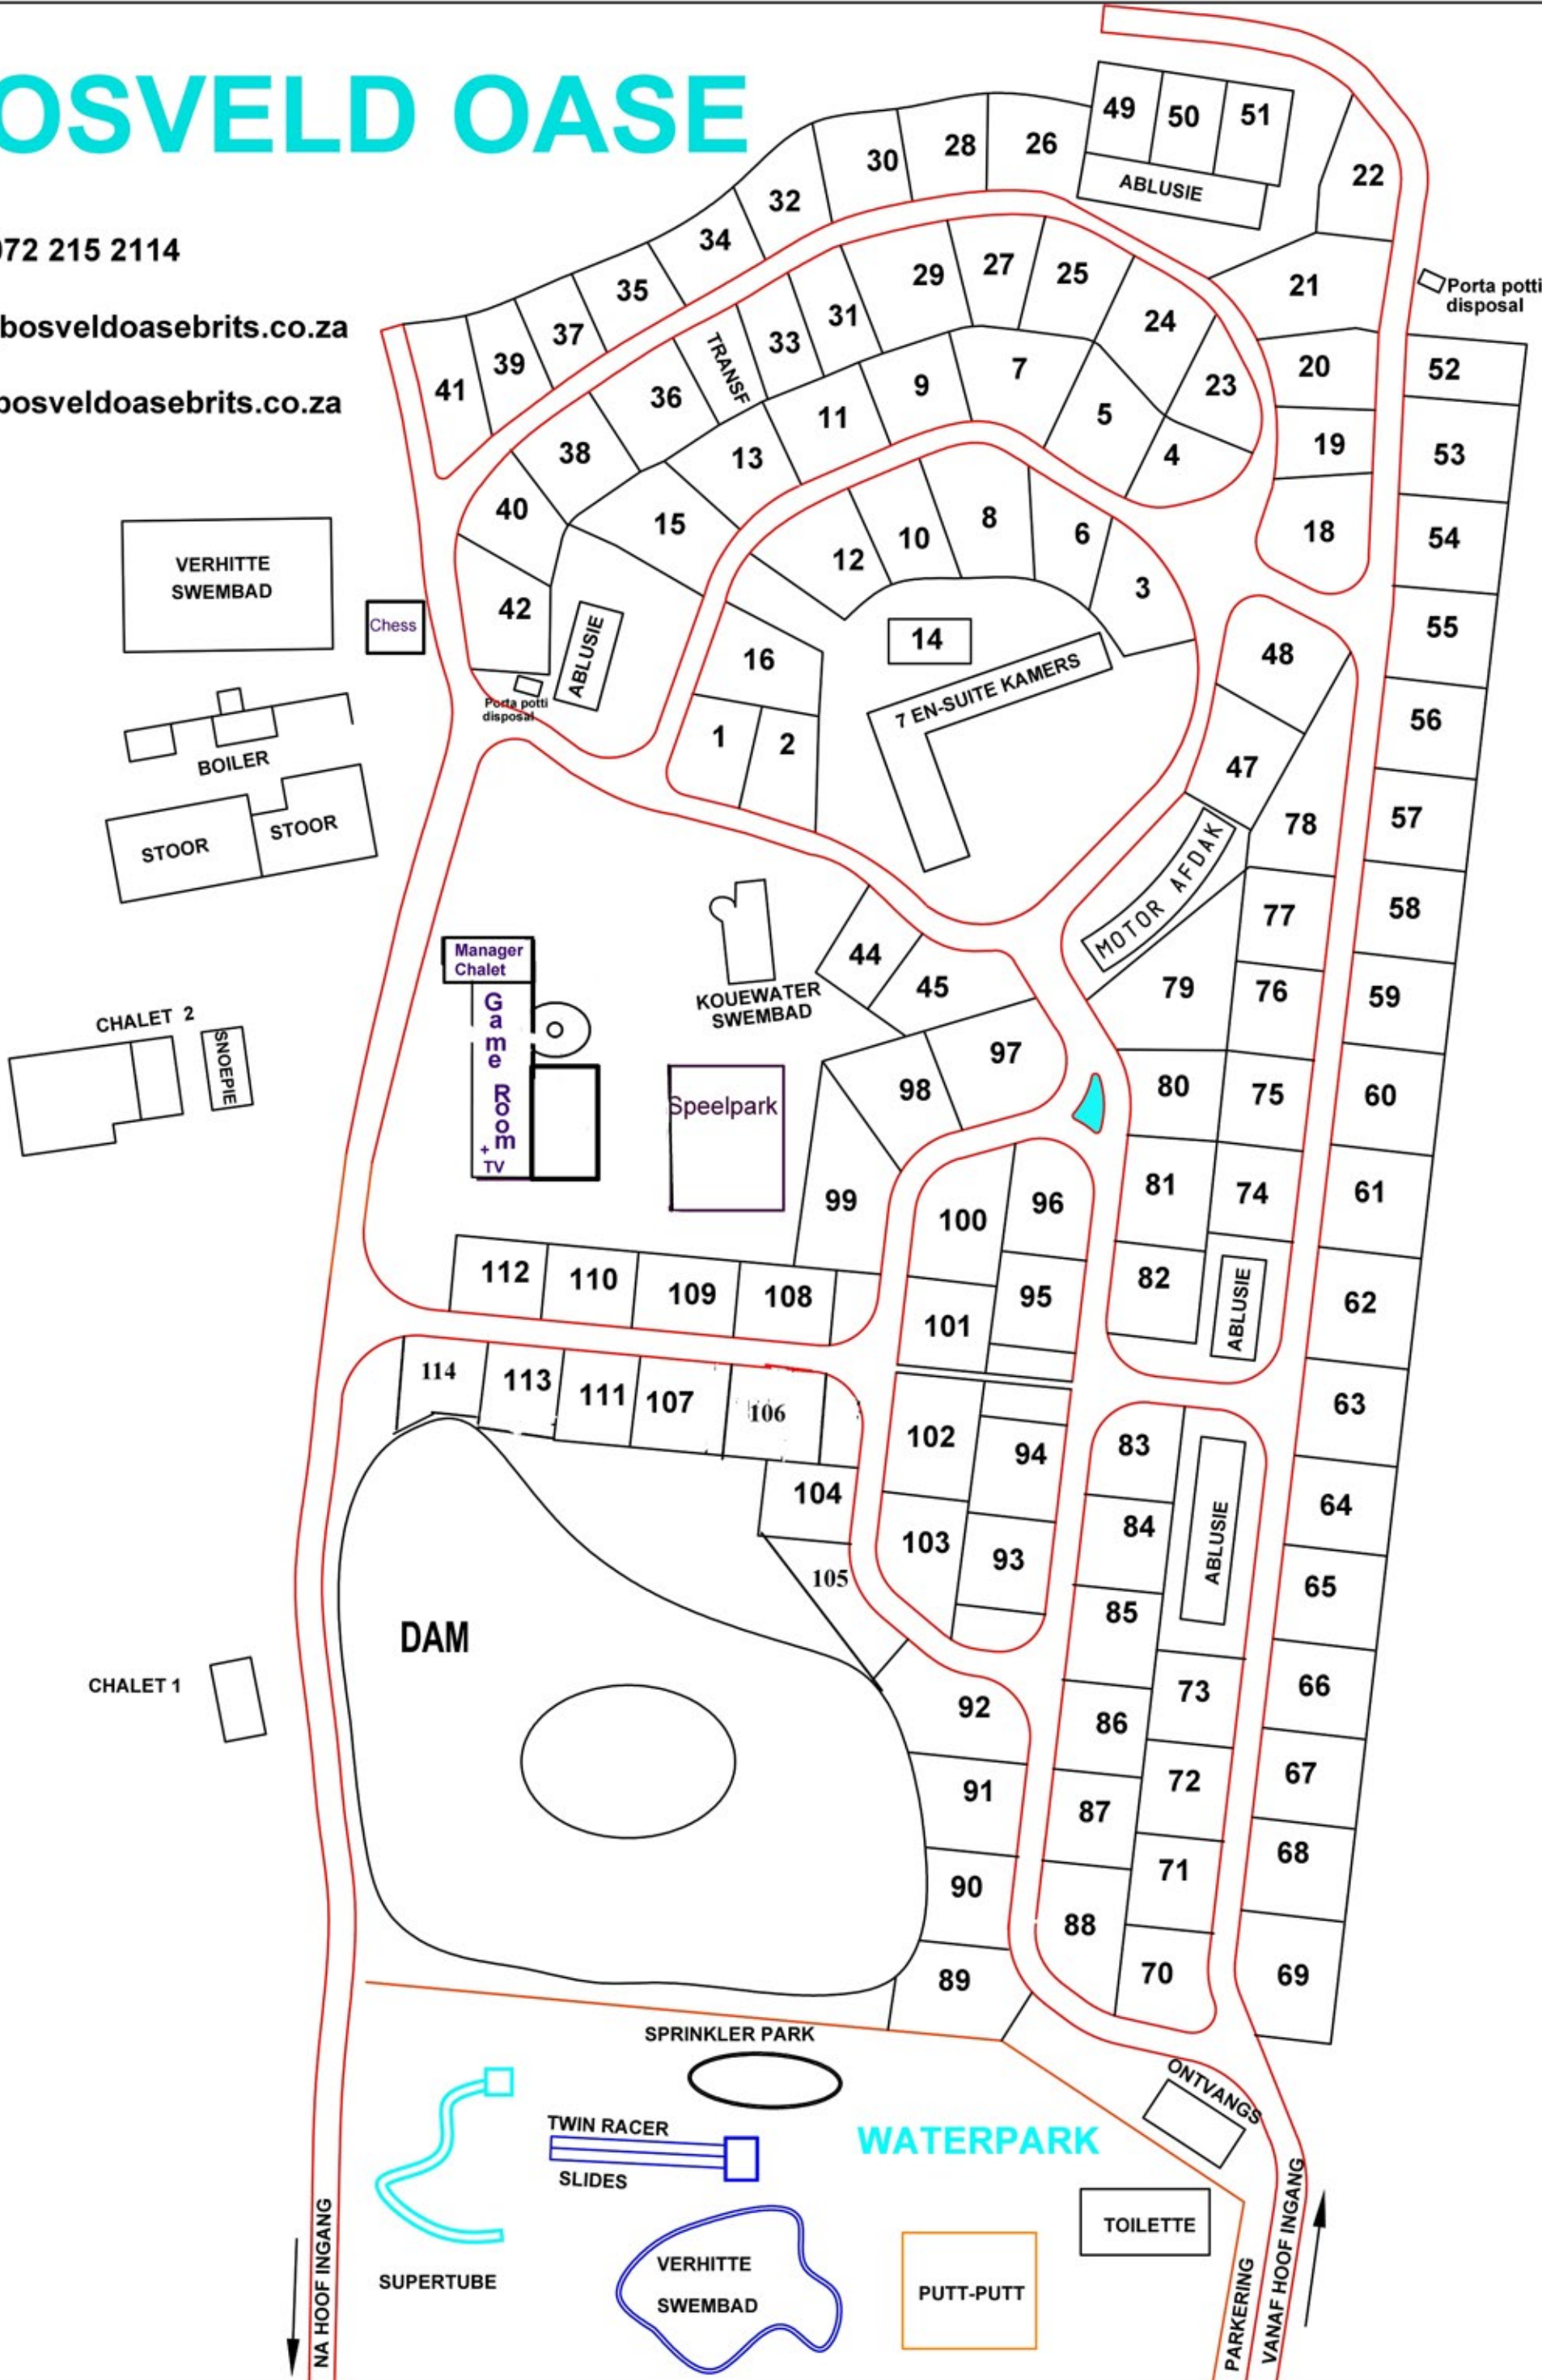 OSVELD OASE
072 215 2114
bosveldoasebrits.co.za
bosveldoasebrits.co.za
49 50 51
ABLUSIE
22
26
28
30
32
34
35
37
39
41
21
Porta potti
disposal
20
19
18
25
27
29
31
33
TRANSF
36
38
40
42
24
23
7
9
11
13
15
5
4
ABLUSIE
Porta potti
disposal
VERHITTE
SWEMBAD
Chess
BOILER
STOOR
STOOR
12
10
8
6
3
14
7 EN-SUITE KAMERS
16
1
2
52
53
54
55
56
57
58
59
60
61
62
63
64
65
66
67
68
69
48
47
78
MOTOR AFDAK
77
79
76
80
75
81
74
82
ABLUSIE
44
45
KOUEWATER
SWEMBAD
97
98
99
Manager
Chalet
Game Room
+
TV
Speelpark
CHALET 2
SNOEPIE
100
96
101
95
112
110
109
108
114
113
111
107
106
104
105
102
94
103
93
83
84
ABLUSIE
85
73
86
72
87
71
88
70
92
91
90
89
DAM
CHALET 1
SPRINKLER PARK
TWIN RACER
SLIDES
WATERPARK
ONTVANGS
SUPERTUBE
VERHITTE
SWEMBAD
PUTT-PUTT
TOILETTE
NA HOOF INGANG
PARKERING
VANAF HOOF INGANG